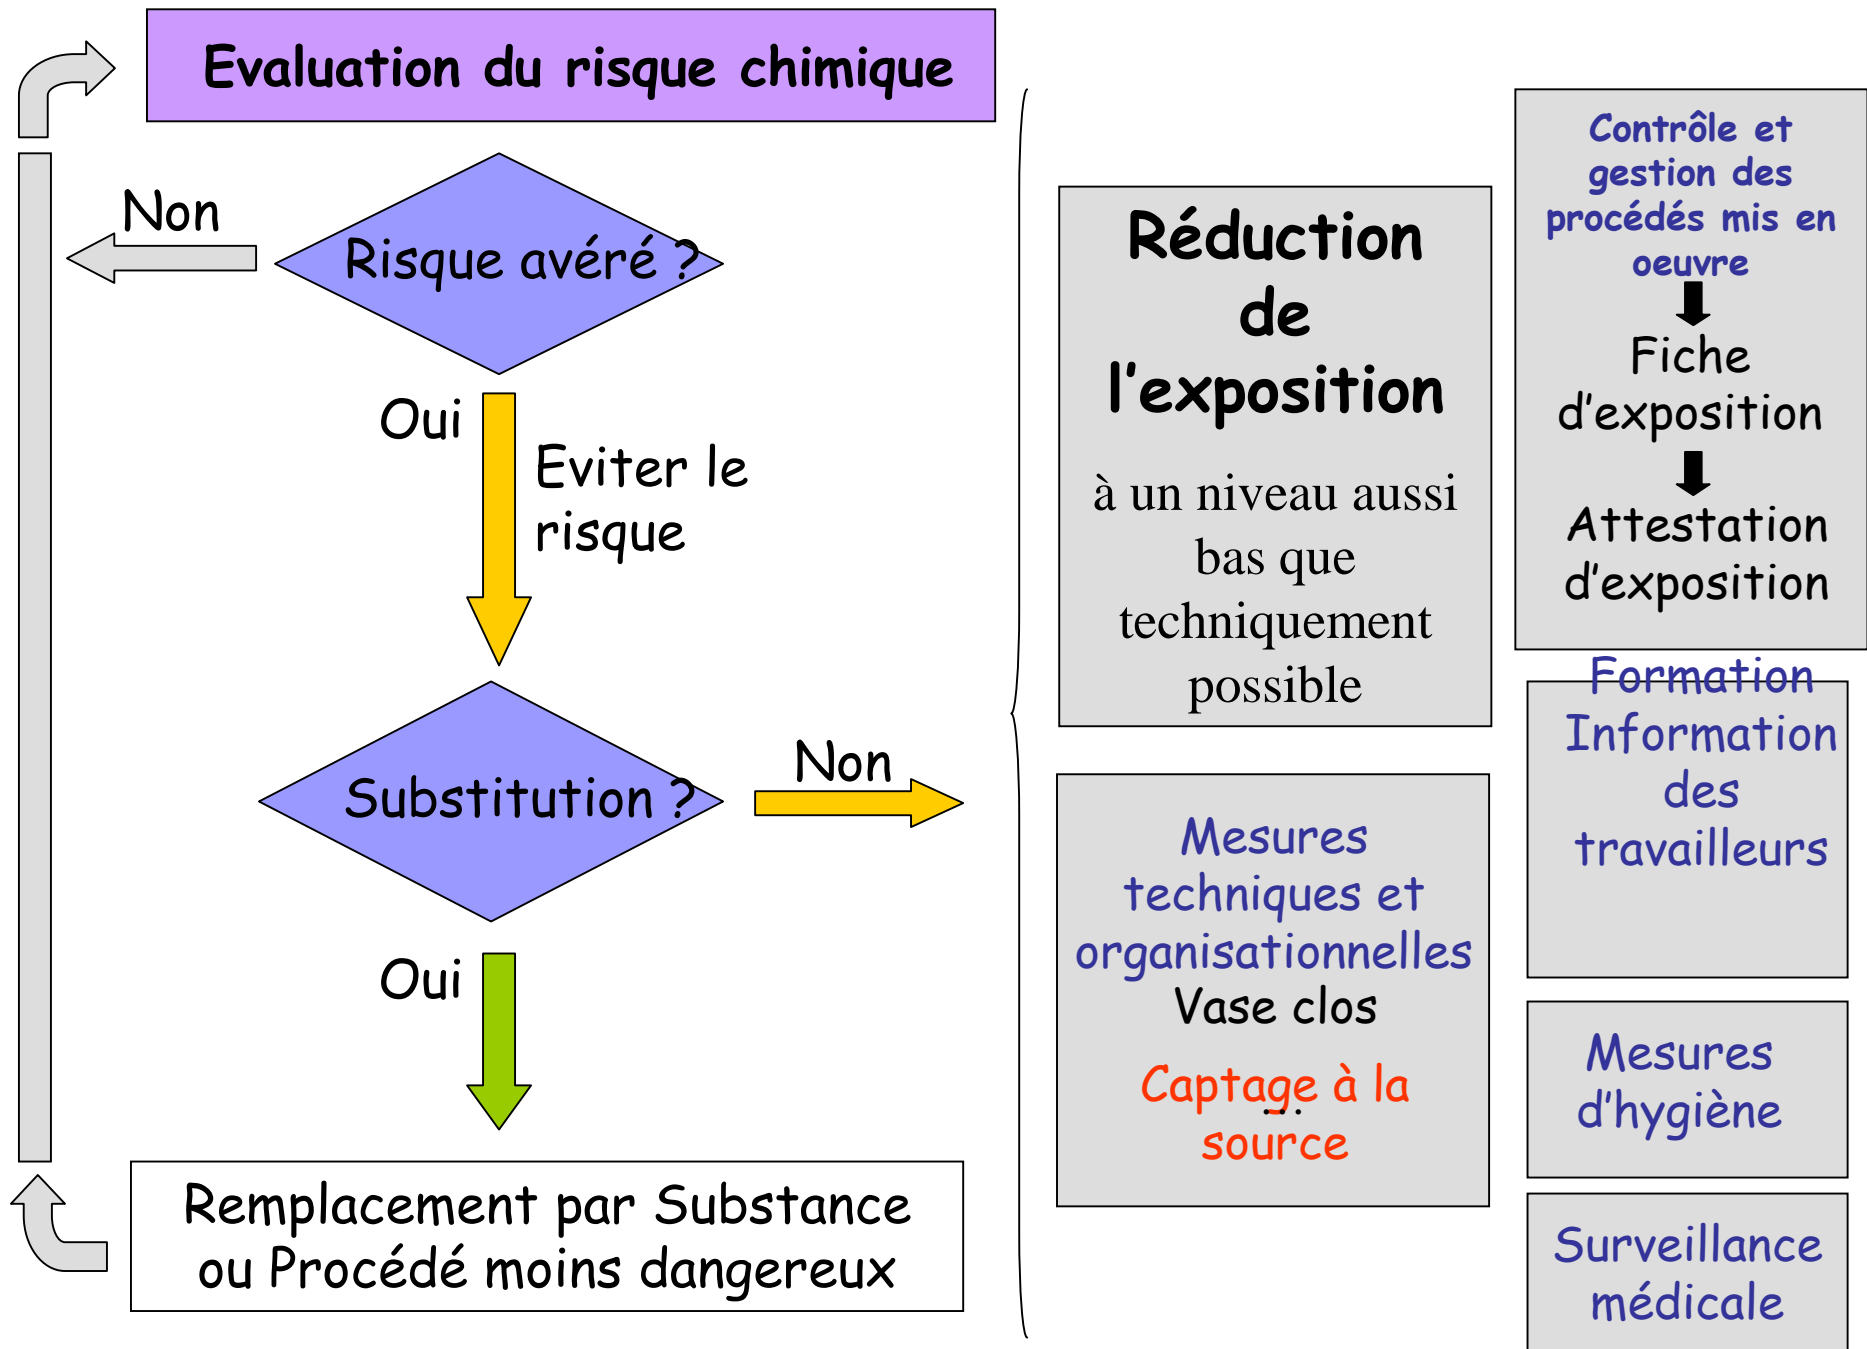 Evaluation du risque chimique
Non
Risque avéré ?
Oui
Eviter le
risque
Substitution ?
Non
Oui
Remplacement par Substance
ou Procédé moins dangereux
Réduction
de
l'exposition
à un niveau aussi
bas que
techniquement
possible
Mesures
techniques et
organisationnelles
Vase clos
Captage à la
...
source
Contrôle et
gestion des
procédés mis en
oeuvre
Fiche
d'exposition
Attestation
d'exposition
Formation
Information
des
travailleurs
Mesures
d'hygiène
Surveillance
médicale